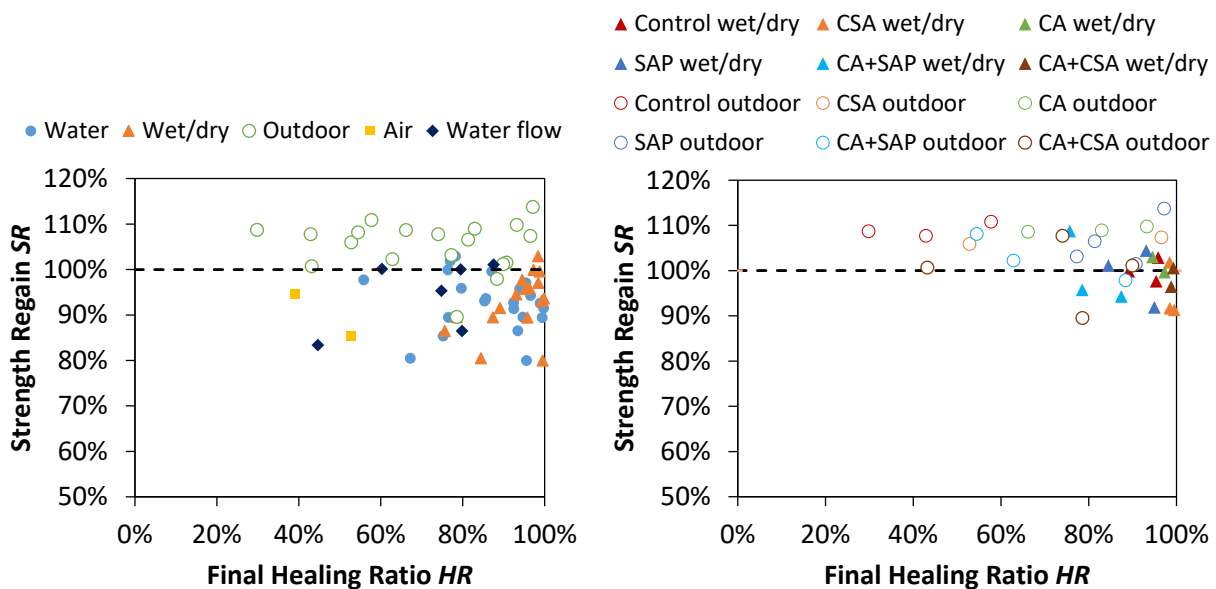 Water Wet/dry Outdoor Air Water flow
120%
110%
100%
90%
80%
70%
60%
50%
0% 20% 40% 60% 80% 100%
Strength Regain SR
Final Healing Ratio HR
Control wet/dry CSA wet/dry CA wet/dry
SAP wet/dry CA+SAP wet/dry CA+CSA wet/dry
Control outdoor CSA outdoor CA outdoor
SAP outdoor CA+SAP outdoor CA+CSA outdoor
120%
110%
100%
90%
80%
70%
60%
50%
0% 20% 40% 60% 80% 100%
Strength Regain SR
Final Healing Ratio HR